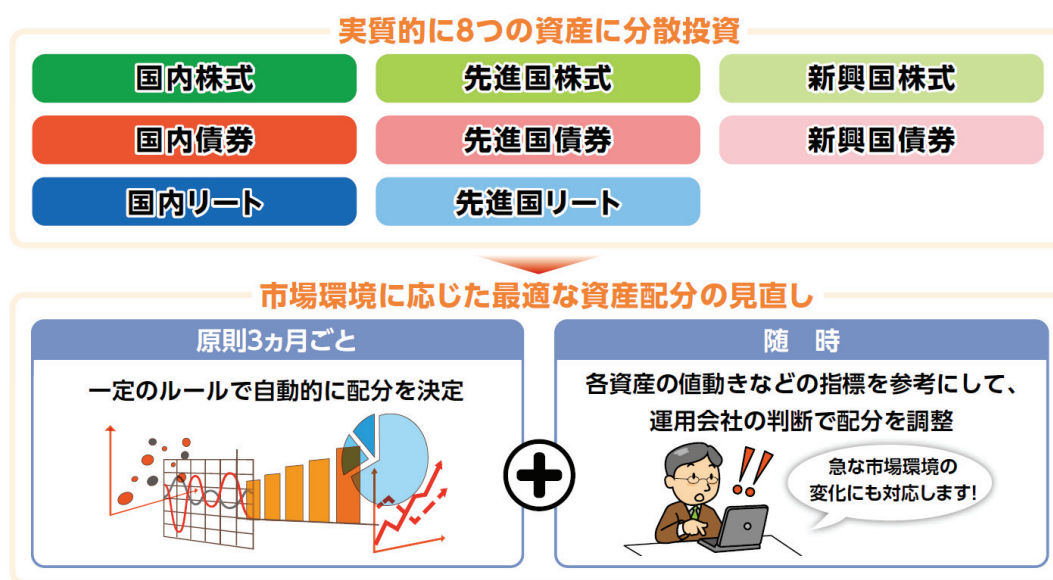 実質的に8つの資産に分散投資
国内株式
先進国株式
新興国株式
国内債券
先進国債券
新興国債券
国内リート
先進国リート
市場環境に応じた最適な資産配分の見直し
原則3ヵ月ごと
一定のルールで自動的に配分を決定
随 時
各資産の値動きなどの指標を参考にして、
運用会社の判断で配分を調整
急な市場環境の
変化にも対応します!